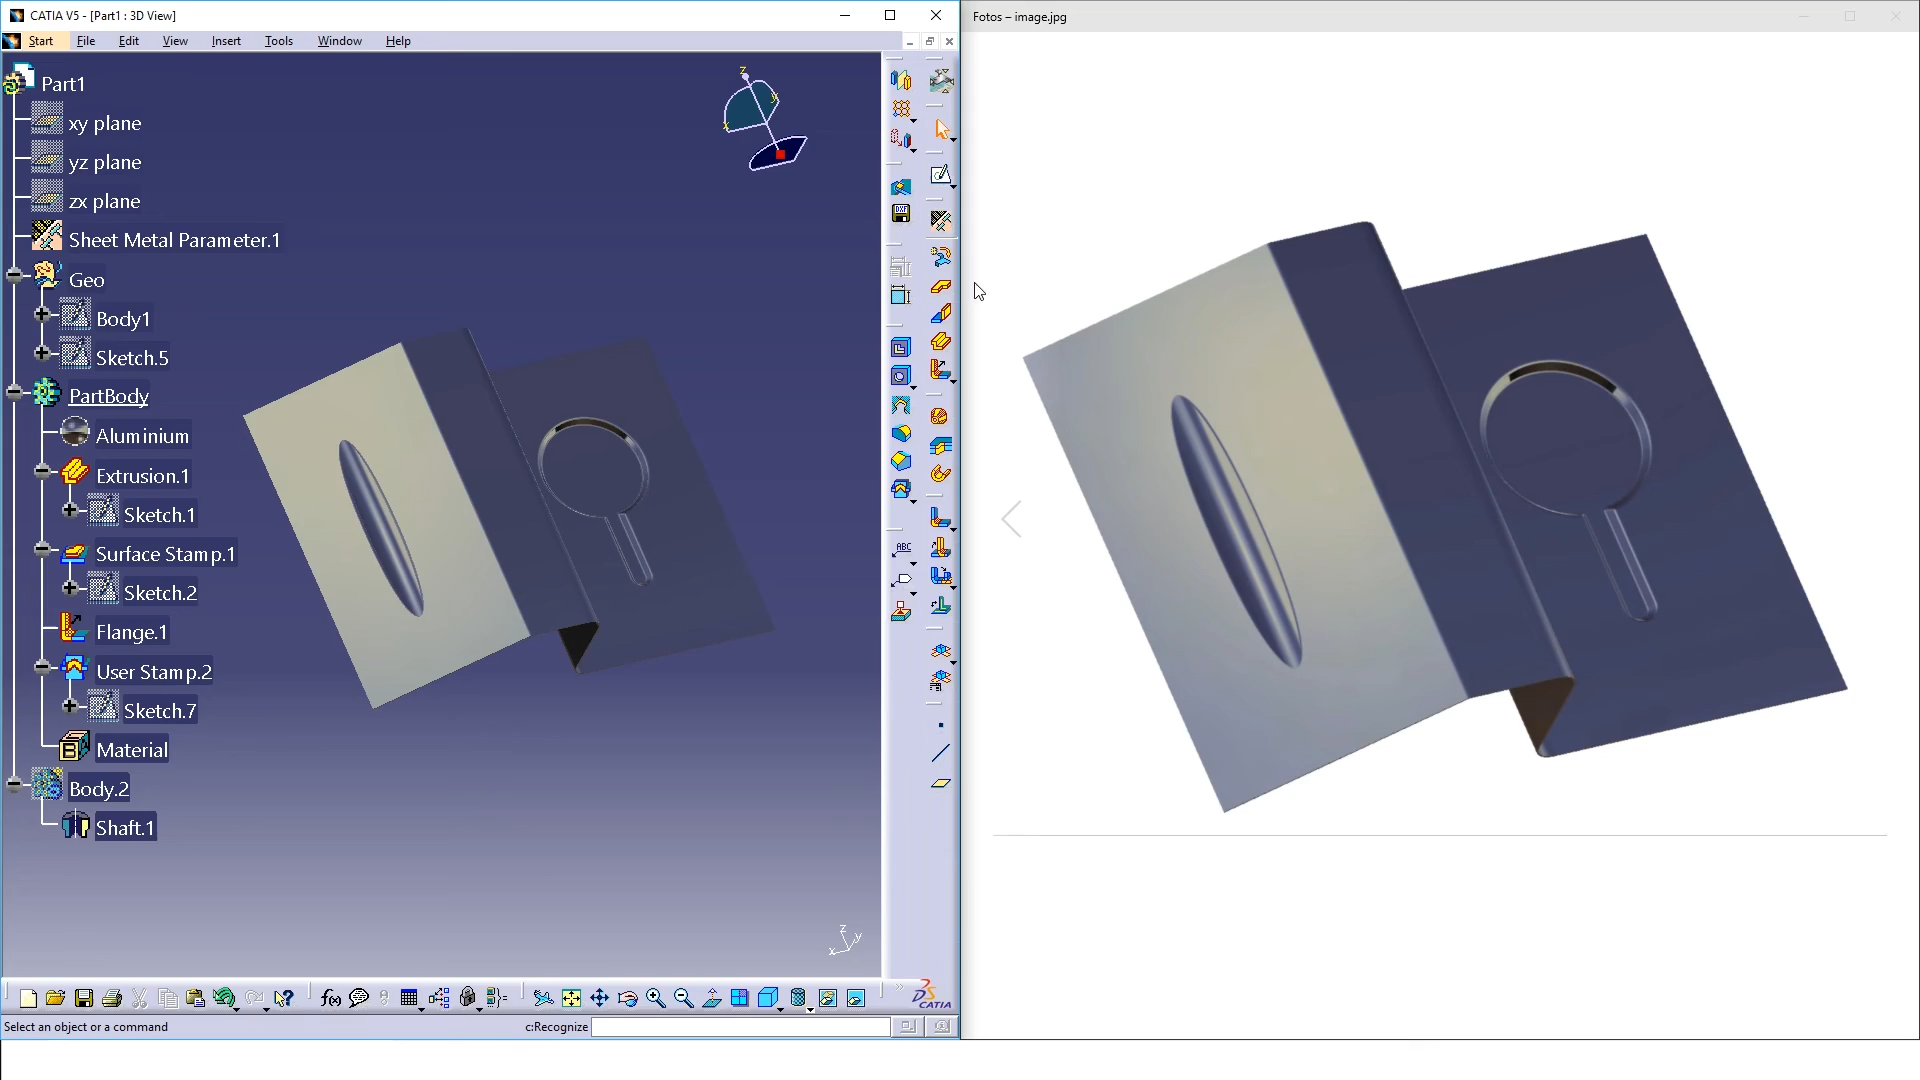 CATIA V5 - [Part1 : 3D View]
Start File Edit View Insert Tools Window Help
Part1
xy plane
yz plane
zx plane
Sheet Metal Parameter.1
Geo
Body1
Sketch.5
PartBody
Aluminium
Extrusion.1
Sketch.1
Surface Stamp.1
Sketch.2
Flange.1
User Stamp.2
Sketch.7
Material
Body.2
Shaft.1
z
y
x
z
y
x
DXF
ABC
f(x)
CATIA
Select an object or a command
c:Recognize
Fotos – image.jpg